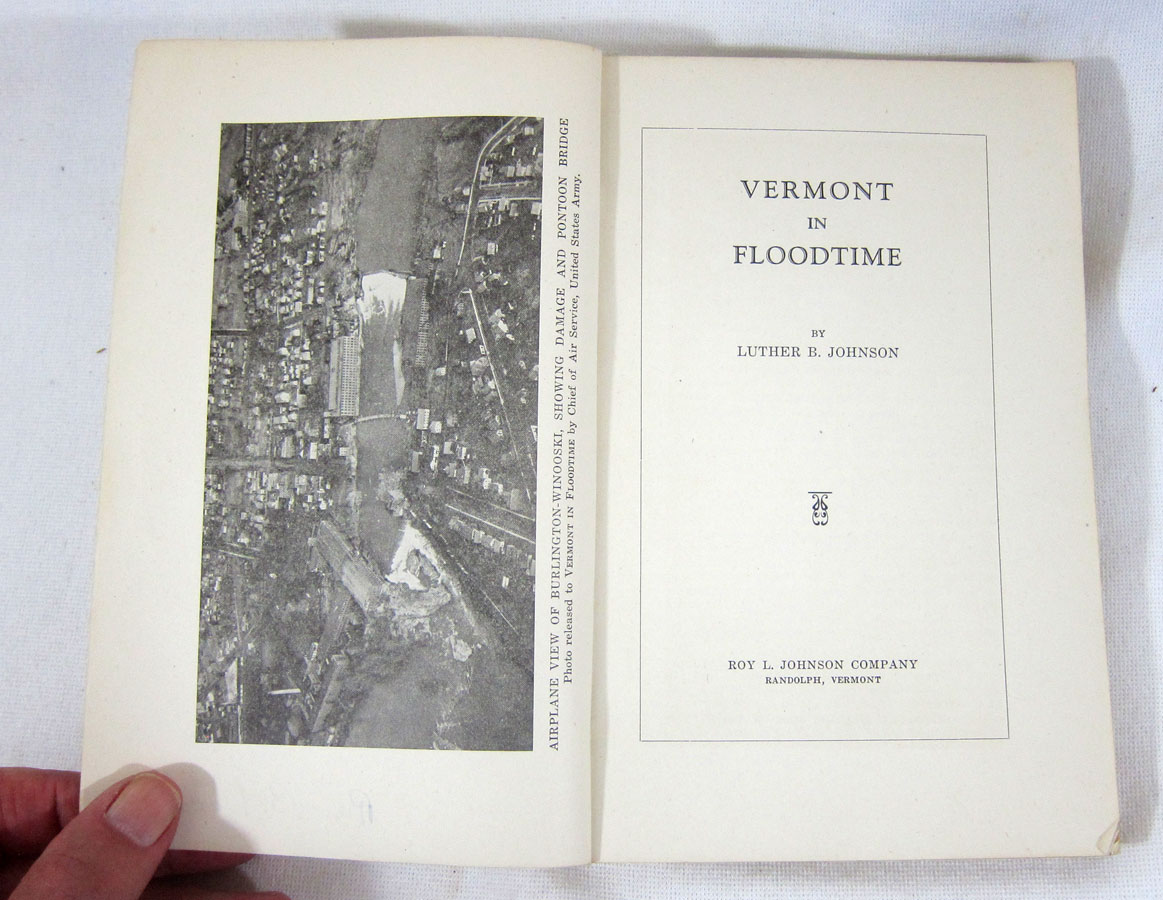 AIRPLANE VIEW OF BURLINGTON-WINOOSKI, SHOWING DAMAGE AND PONTOON BRIDGE
Photo released to VERMONT IN FLOODTIME by Chief of Air Service, United States Army.
VERMONT
IN
FLOODTIME
BY
LUTHER B. JOHNSON
ROY L. JOHNSON COMPANY
RANDOLPH, VERMONT